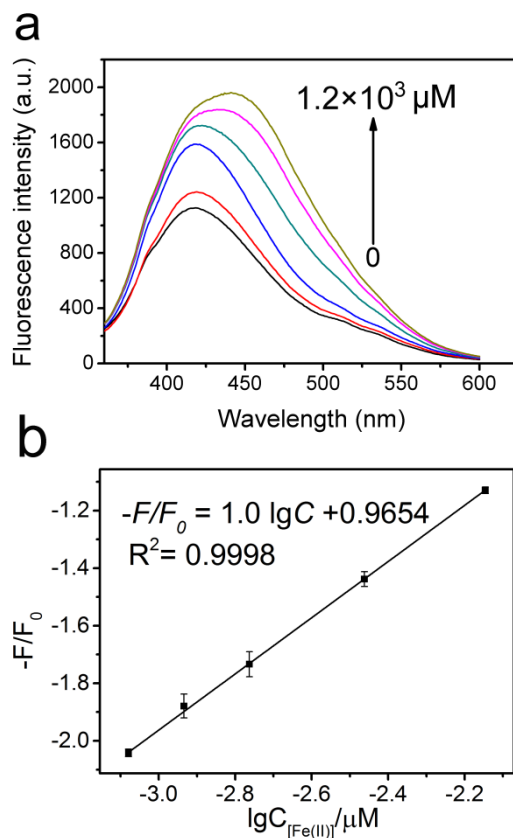 a
Fluorescence intensity (a.u.)
2000
1600
1200
800
400
0
1.2×10³ μM
0
400 450 500 550 600
Wavelength (nm)
b
-F/F₀
-1.2
-1.4
-1.6
-1.8
-2.0
-F/F₀ = 1.0 lgC +0.9654
R²= 0.9998
-3.0 -2.8 -2.6 -2.4 -2.2
lgC[Fe(II)]/μM